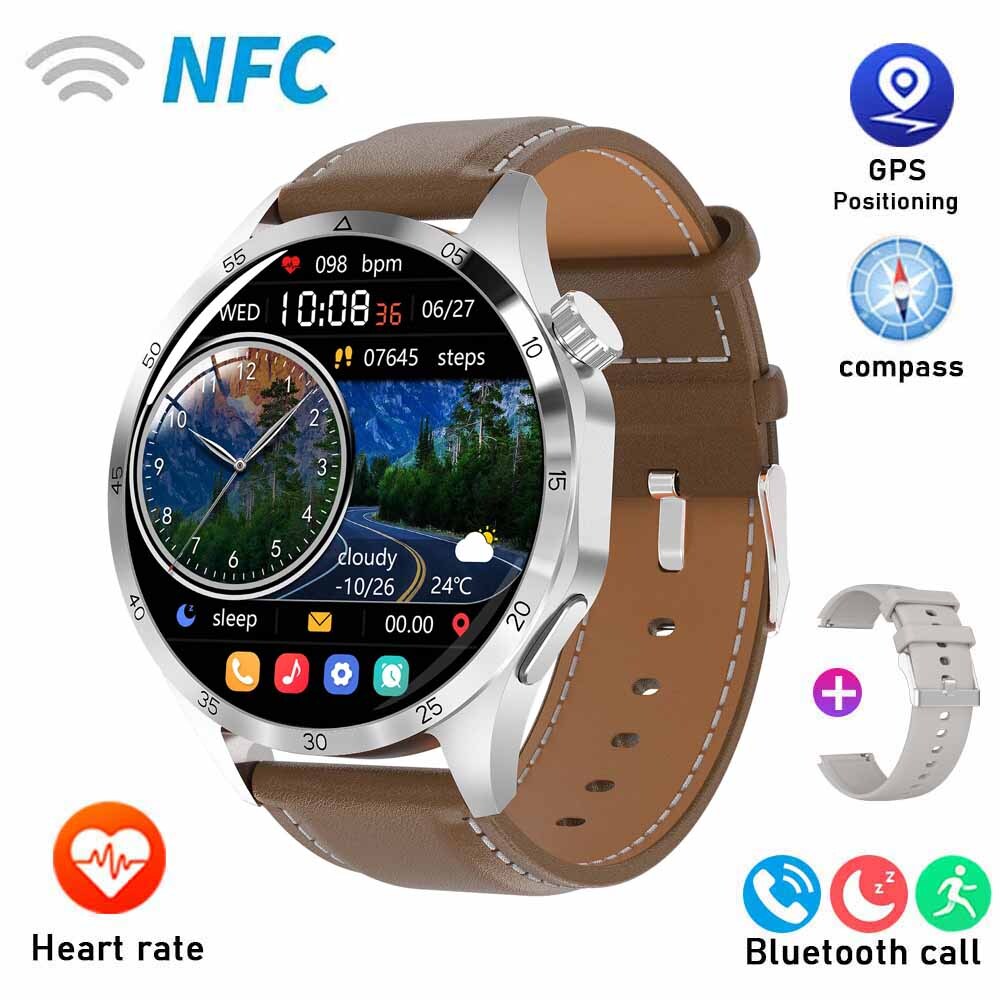 NFC
GPS
Positioning
compass
098 bpm
WED 10:08 36 06/27
07645 steps
12
1
2
3
4
5
6
7
8
9
10
11
cloudy
-10/26 24°C
sleep 00.00
05
10
15
20
25
30
35
40
45
50
55
Heart rate
z z
Bluetooth call